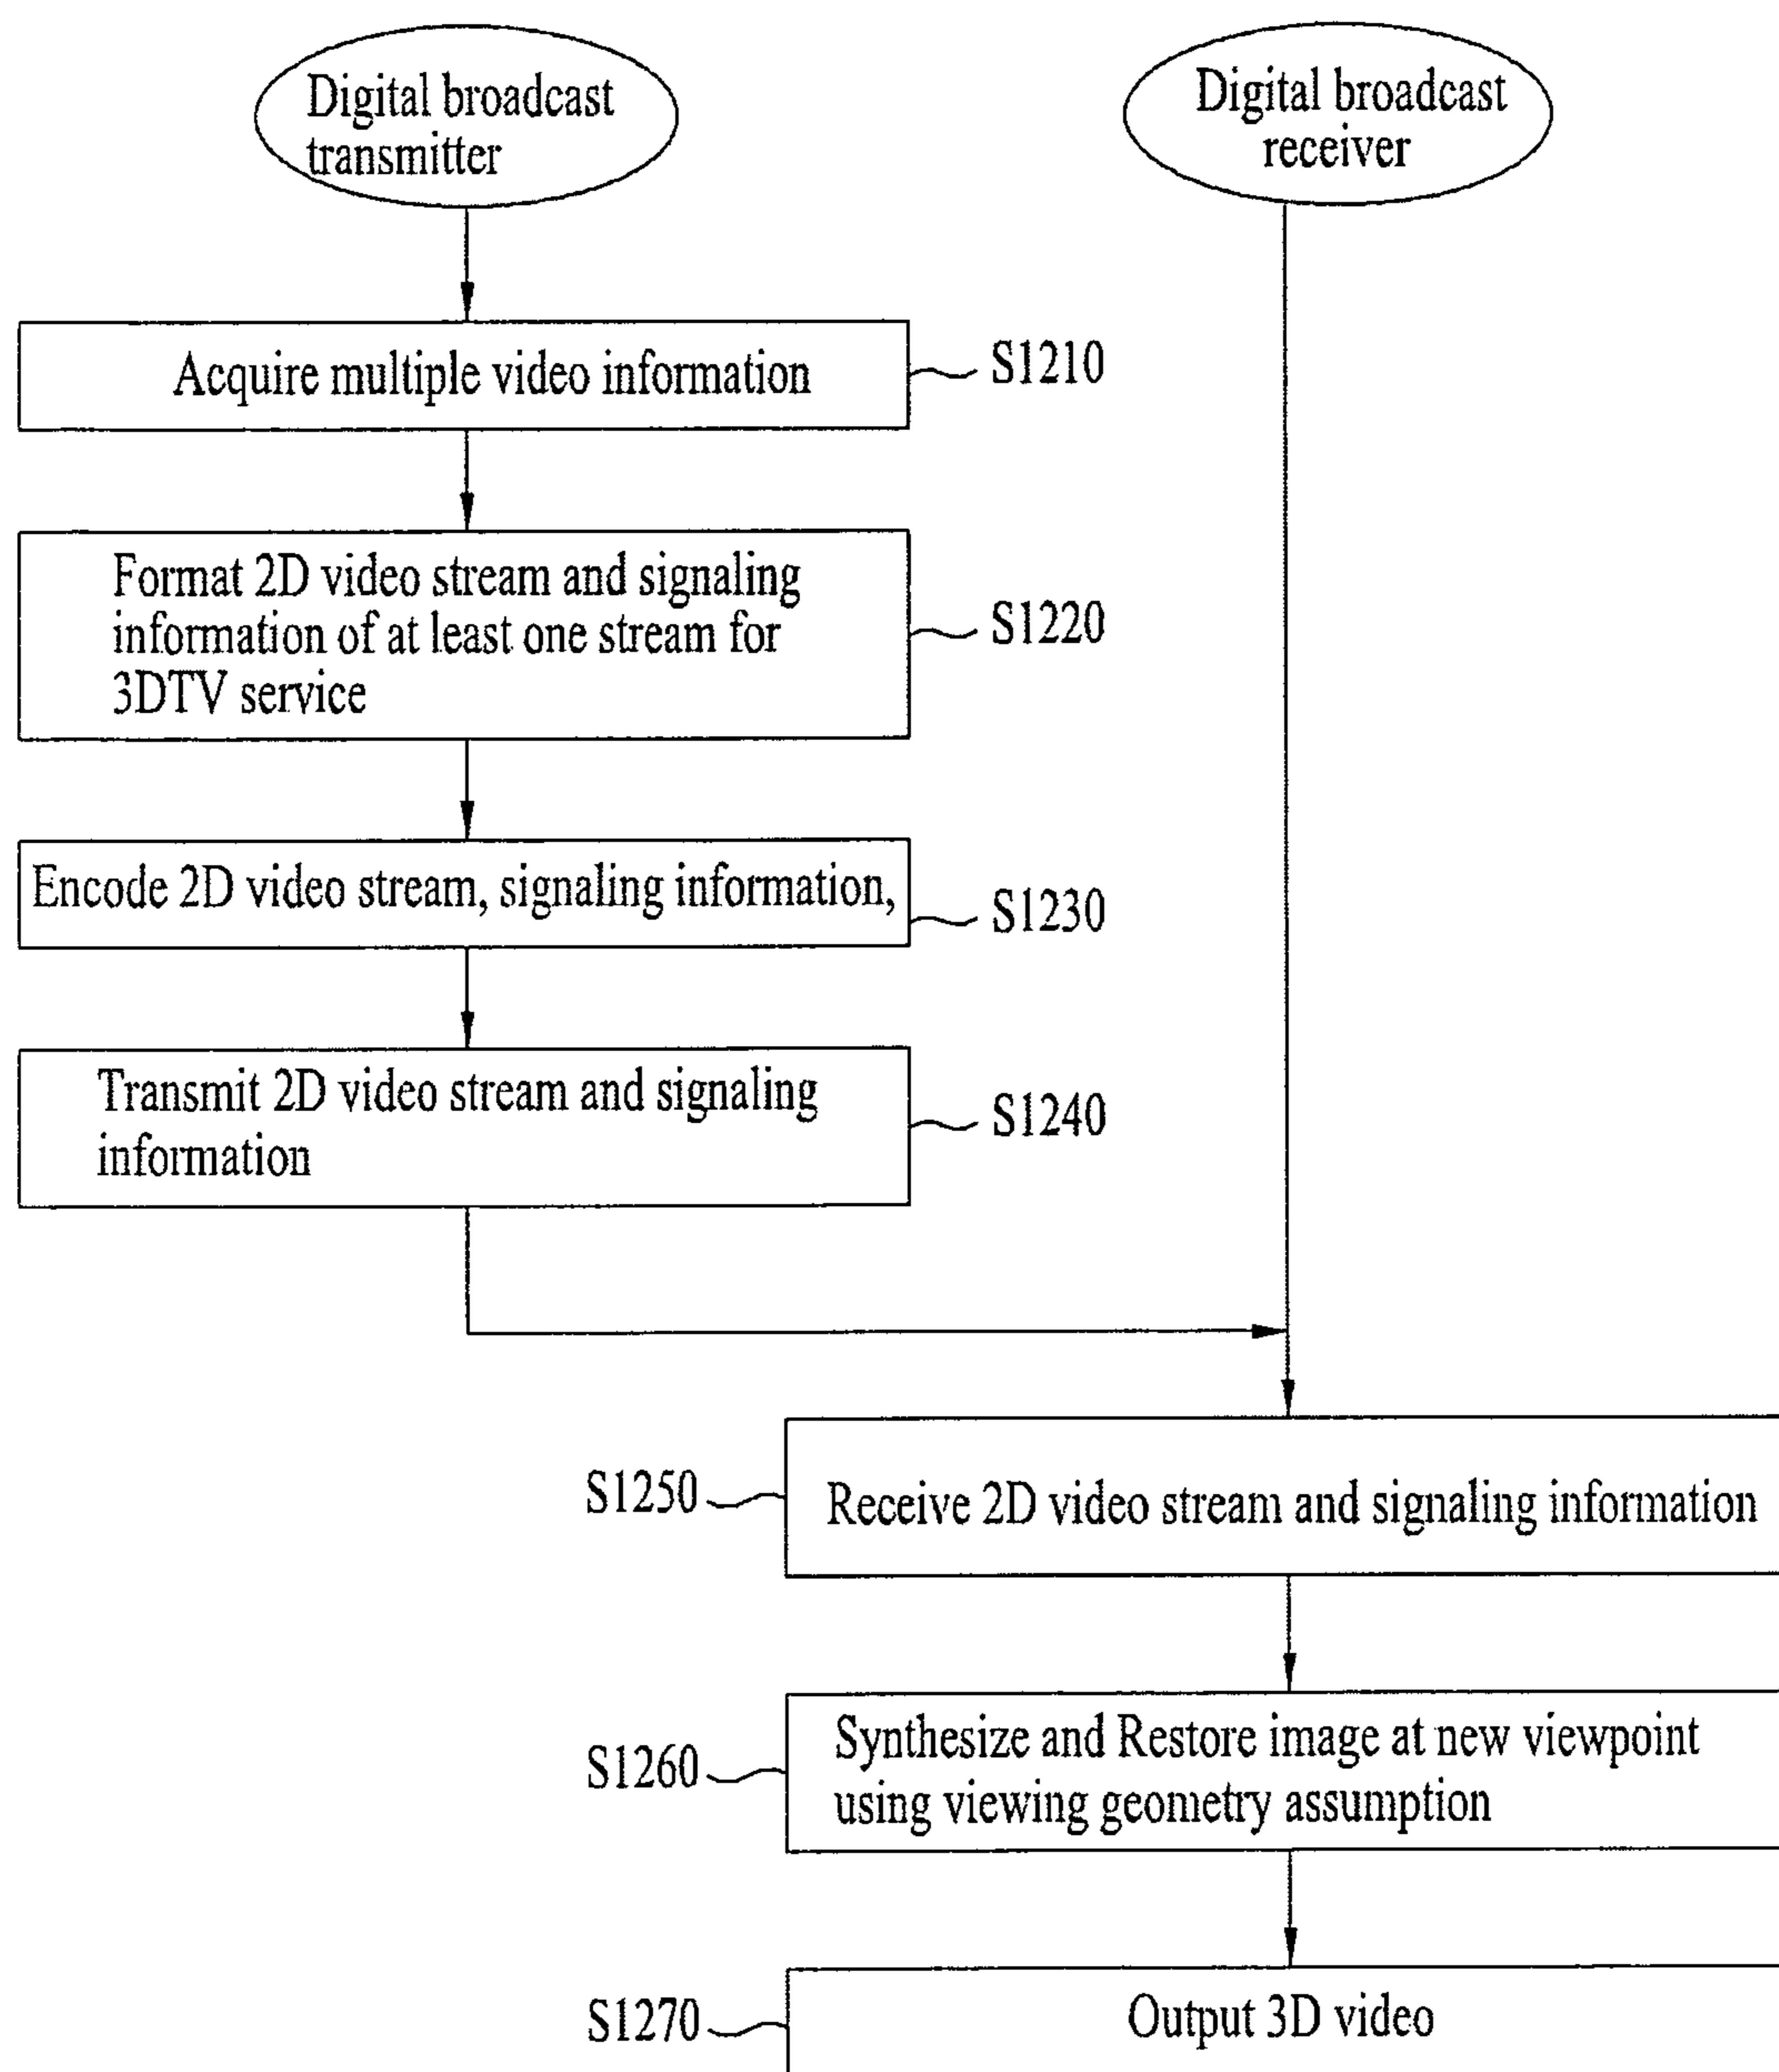 Digital broadcast
transmitter
Digital broadcast
receiver
Acquire multiple video information
S1210
Format 2D video stream and signaling
information of at least one stream for
3DTV service
S1220
Encode 2D video stream, signaling information,
S1230
Transmit 2D video stream and signaling
information
S1240
S1250
Receive 2D video stream and signaling information
S1260
Synthesize and Restore image at new viewpoint
using viewing geometry assumption
S1270
Output 3D video